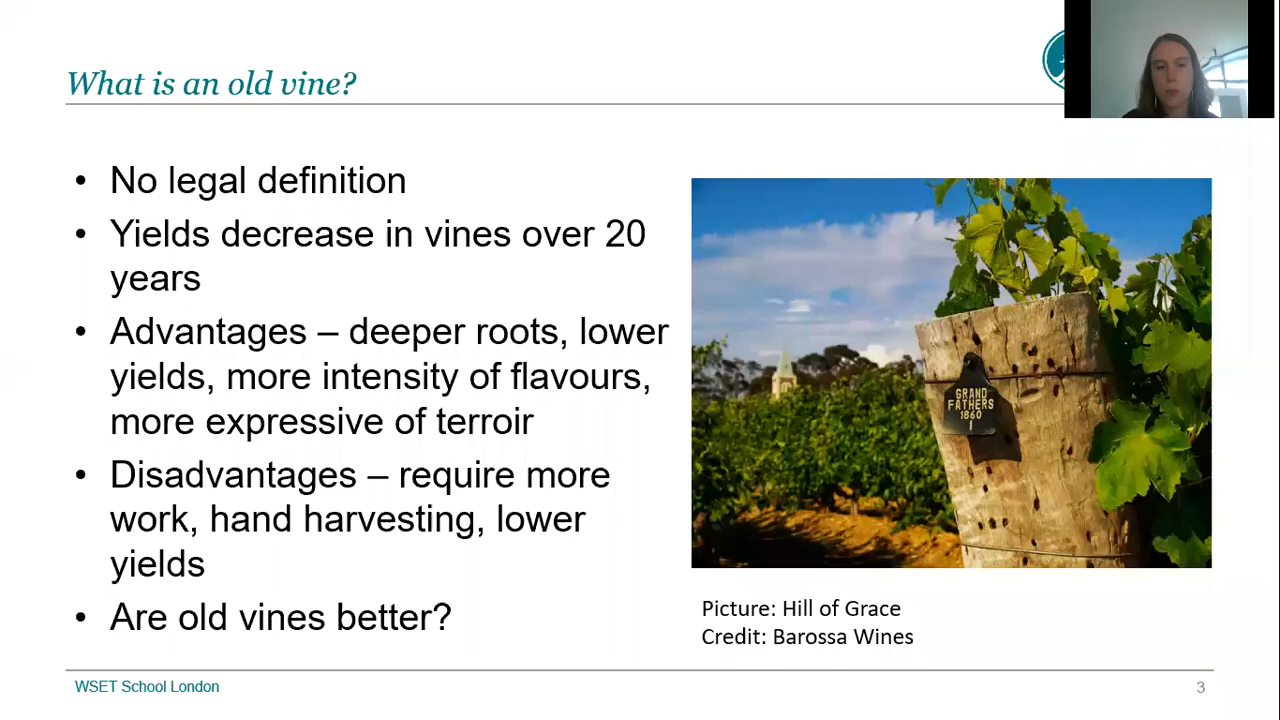 What is an old vine?
• No legal definition
• Yields decrease in vines over 20
years
• Advantages – deeper roots, lower
yields, more intensity of flavours,
more expressive of terroir
• Disadvantages – require more
work, hand harvesting, lower
yields
• Are old vines better?
GRAND
FATHERS
1860
1
Picture: Hill of Grace
Credit: Barossa Wines
WSET School London
3